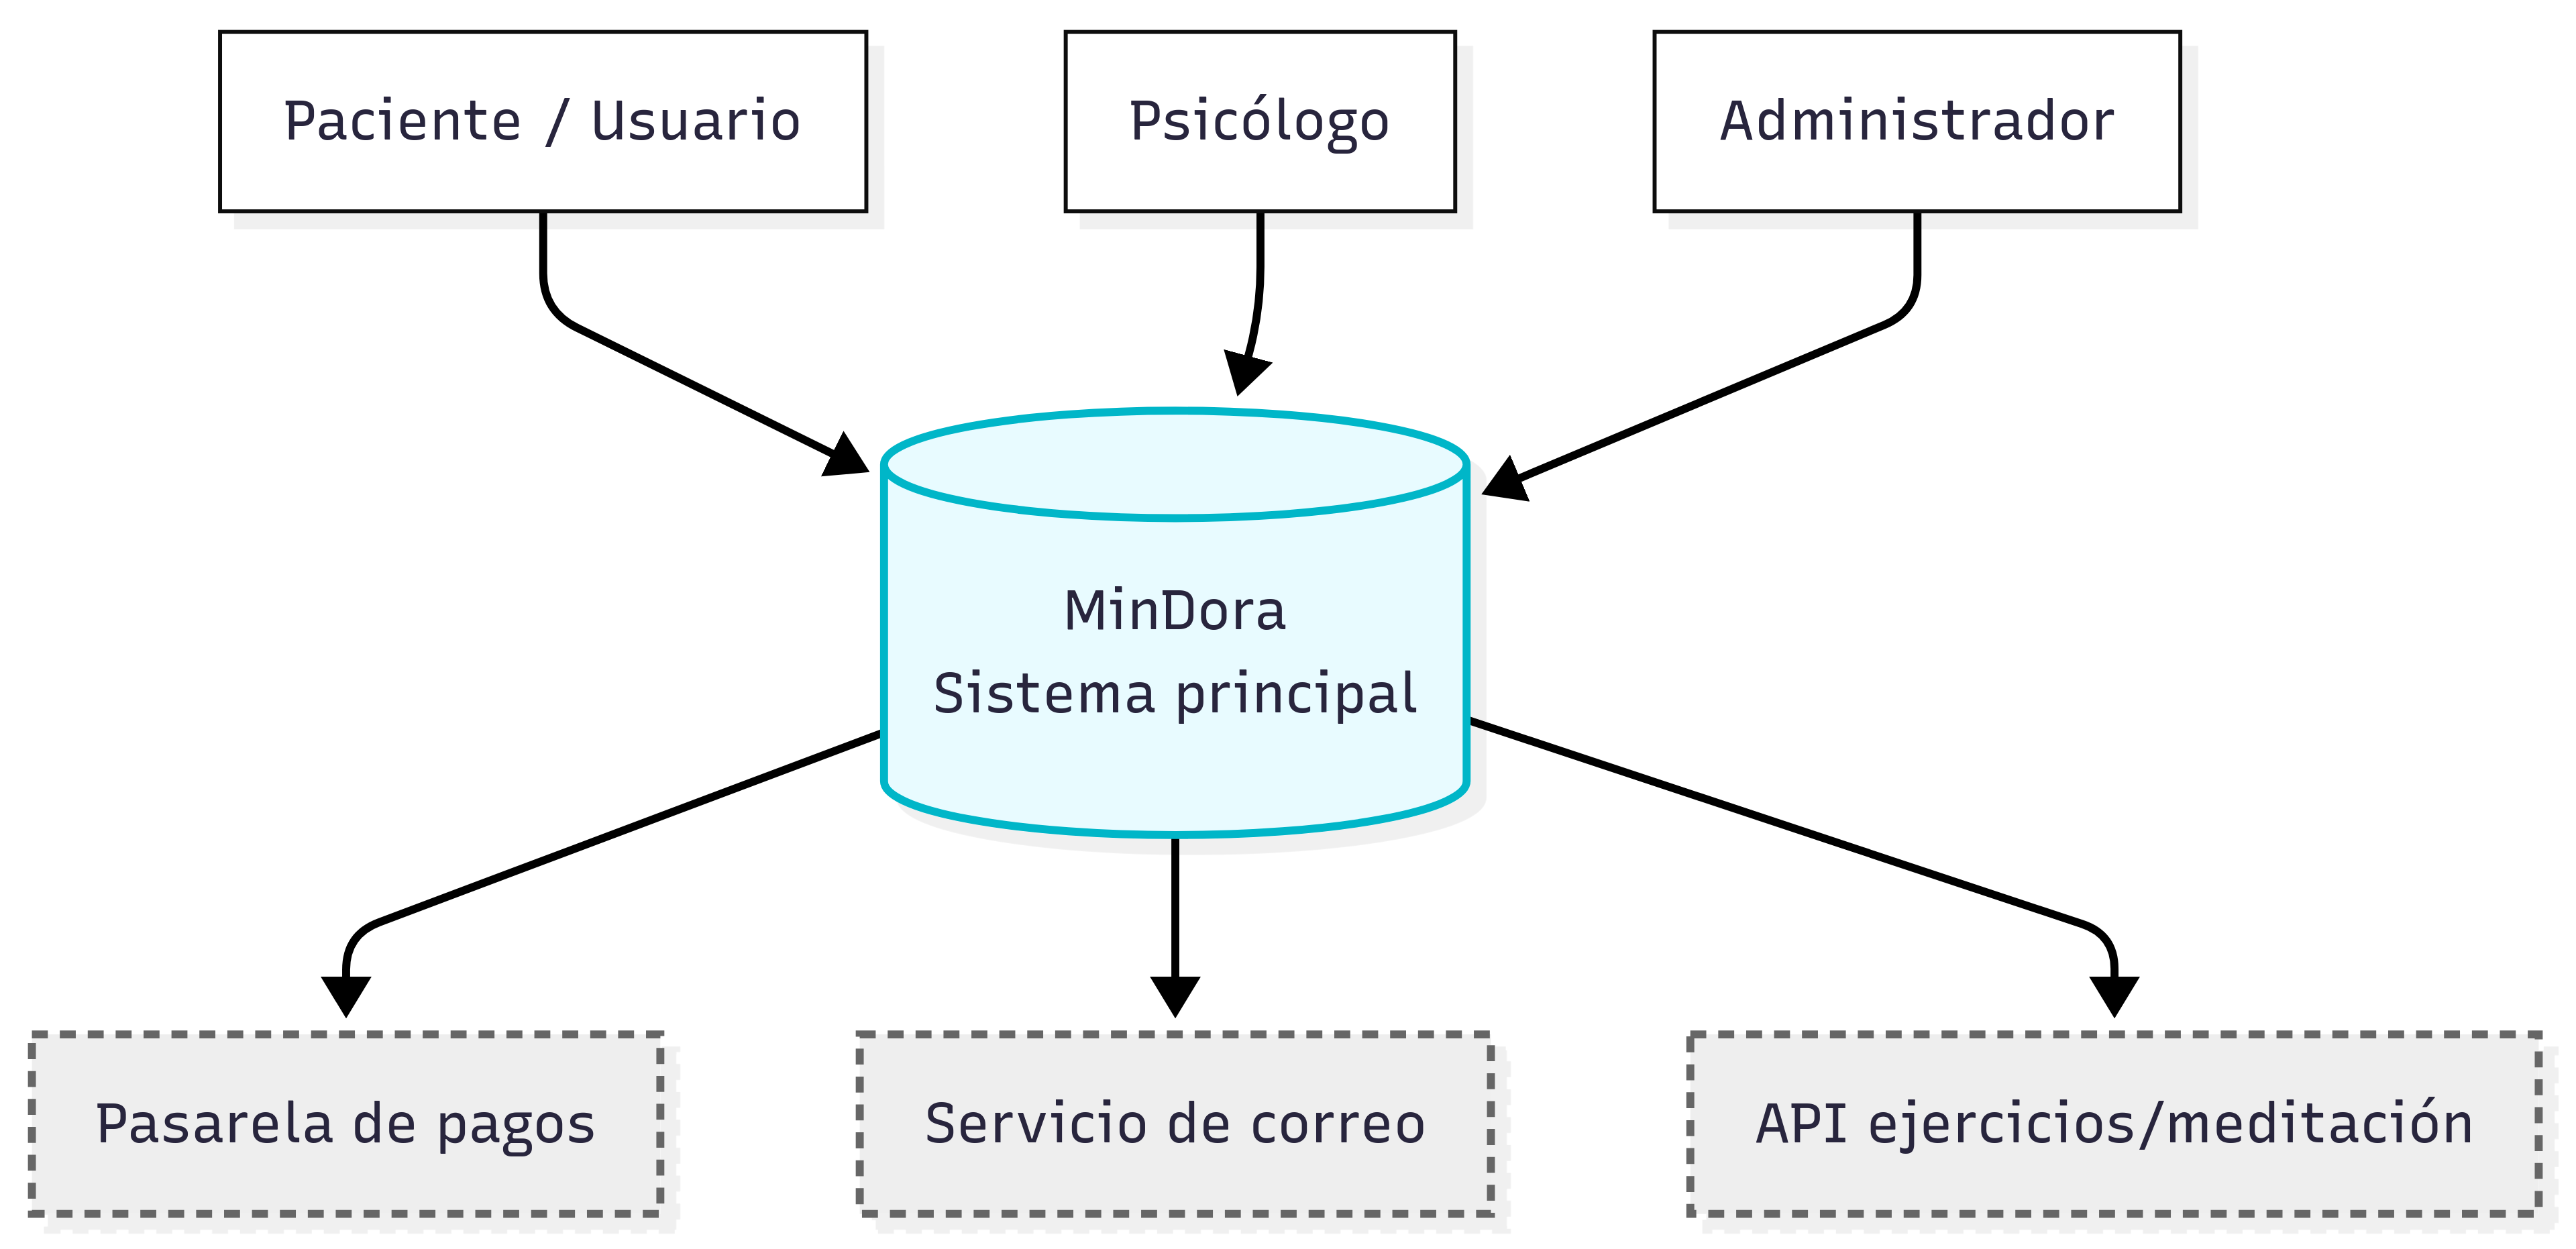 Paciente / Usuario
Psicólogo
Administrador
MinDora
Sistema principal
Pasarela de pagos
Servicio de correo
API ejercicios/meditación